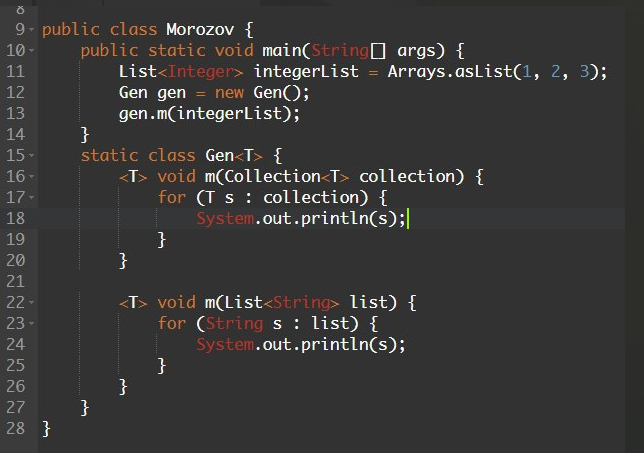 8
9 public class Morozov {
10     public static void main(String[] args) {
11         List<Integer> integerList = Arrays.asList(1, 2, 3);
12         Gen gen = new Gen();
13         gen.m(integerList);
14     }
15     static class Gen<T> {
16         <T> void m(Collection<T> collection) {
17             for (T s : collection) {
18                 System.out.println(s);
19             }
20         }
21
22         <T> void m(List<String> list) {
23             for (String s : list) {
24                 System.out.println(s);
25             }
26         }
27     }
28 }